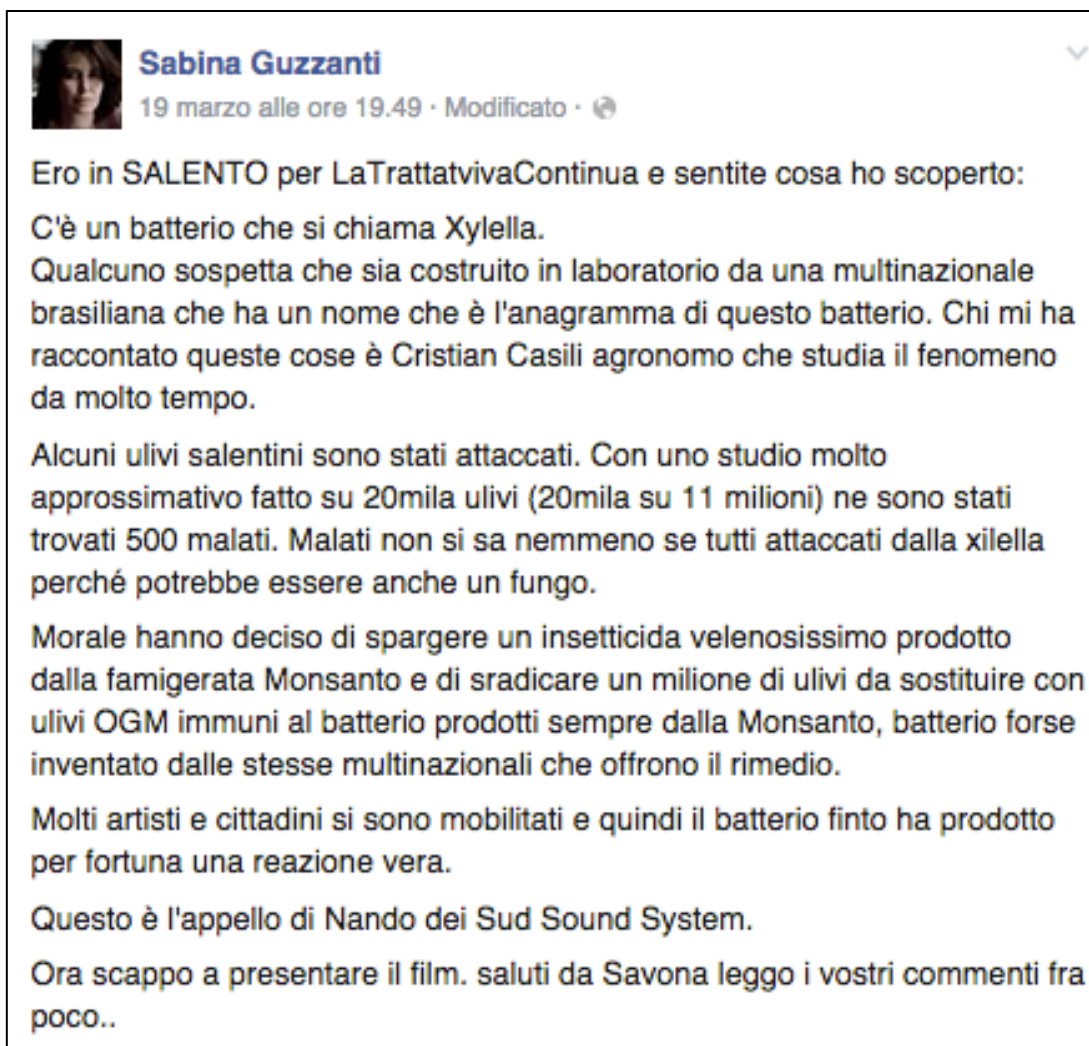 Sabina Guzzanti
19 marzo alle ore 19.49 · Modificato ·
Ero in SALENTO per LaTrattatvivaContinua e sentite cosa ho scoperto:
C'è un batterio che si chiama Xylella.
Qualcuno sospetta che sia costruito in laboratorio da una multinazionale
brasiliana che ha un nome che è l'anagramma di questo batterio. Chi mi ha
raccontato queste cose è Cristian Casili agronomo che studia il fenomeno
da molto tempo.
Alcuni ulivi salentini sono stati attaccati. Con uno studio molto
approssimativo fatto su 20mila ulivi (20mila su 11 milioni) ne sono stati
trovati 500 malati. Malati non si sa nemmeno se tutti attaccati dalla xilella
perché potrebbe essere anche un fungo.
Morale hanno deciso di spargere un insetticida velenosissimo prodotto
dalla famigerata Monsanto e di sradicare un milione di ulivi da sostituire con
ulivi OGM immuni al batterio prodotti sempre dalla Monsanto, batterio forse
inventato dalle stesse multinazionali che offrono il rimedio.
Molti artisti e cittadini si sono mobilitati e quindi il batterio finto ha prodotto
per fortuna una reazione vera.
Questo è l'appello di Nando dei Sud Sound System.
Ora scappo a presentare il film. saluti da Savona leggo i vostri commenti fra
poco..